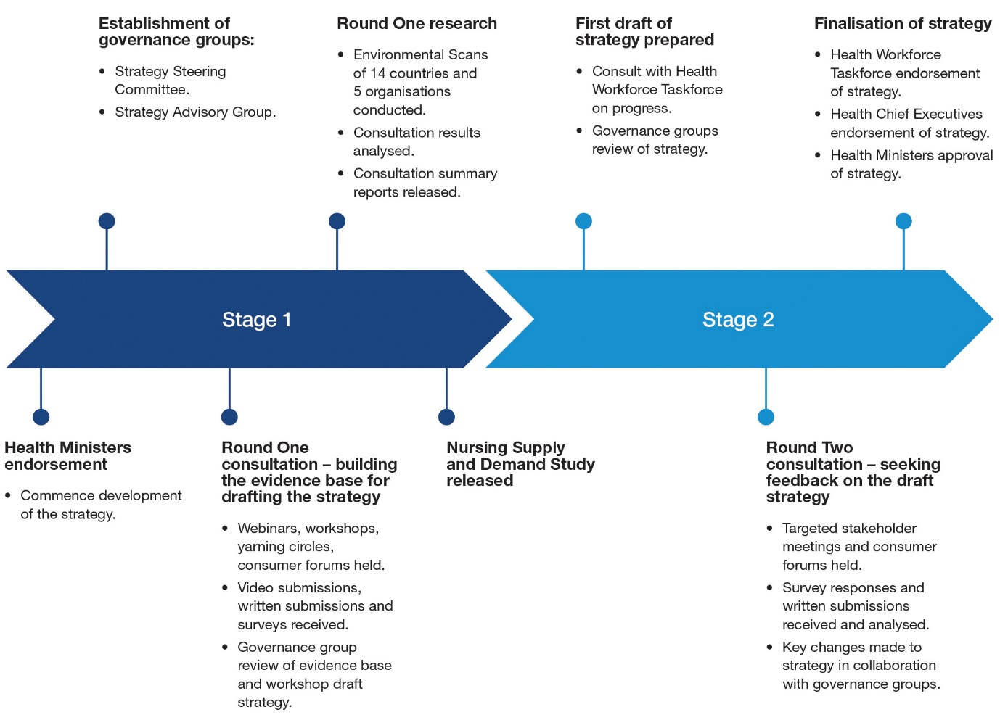 Establishment of
governance groups:
• Strategy Steering
Committee.
• Strategy Advisory Group.
Round One research
• Environmental Scans
of 14 countries and
5 organisations
conducted.
• Consultation results
analysed.
• Consultation summary
reports released.
First draft of
strategy prepared
• Consult with Health
Workforce Taskforce
on progress.
• Governance groups
review of strategy.
Finalisation of strategy
• Health Workforce
Taskforce endorsement
of strategy.
• Health Chief Executives
endorsement of strategy.
• Health Ministers approval
of strategy.
Stage 1
Stage 2
Health Ministers
endorsement
• Commence development
of the strategy.
Round One
consultation – building
the evidence base for
drafting the strategy
• Webinars, workshops,
yarning circles,
consumer forums held.
• Video submissions,
written submissions and
surveys received.
• Governance group
review of evidence base
and workshop draft
strategy.
Nursing Supply
and Demand Study
released
Round Two
consultation – seeking
feedback on the draft
strategy
• Targeted stakeholder
meetings and consumer
forums held.
• Survey responses and
written submissions
received and analysed.
• Key changes made to
strategy in collaboration
with governance groups.